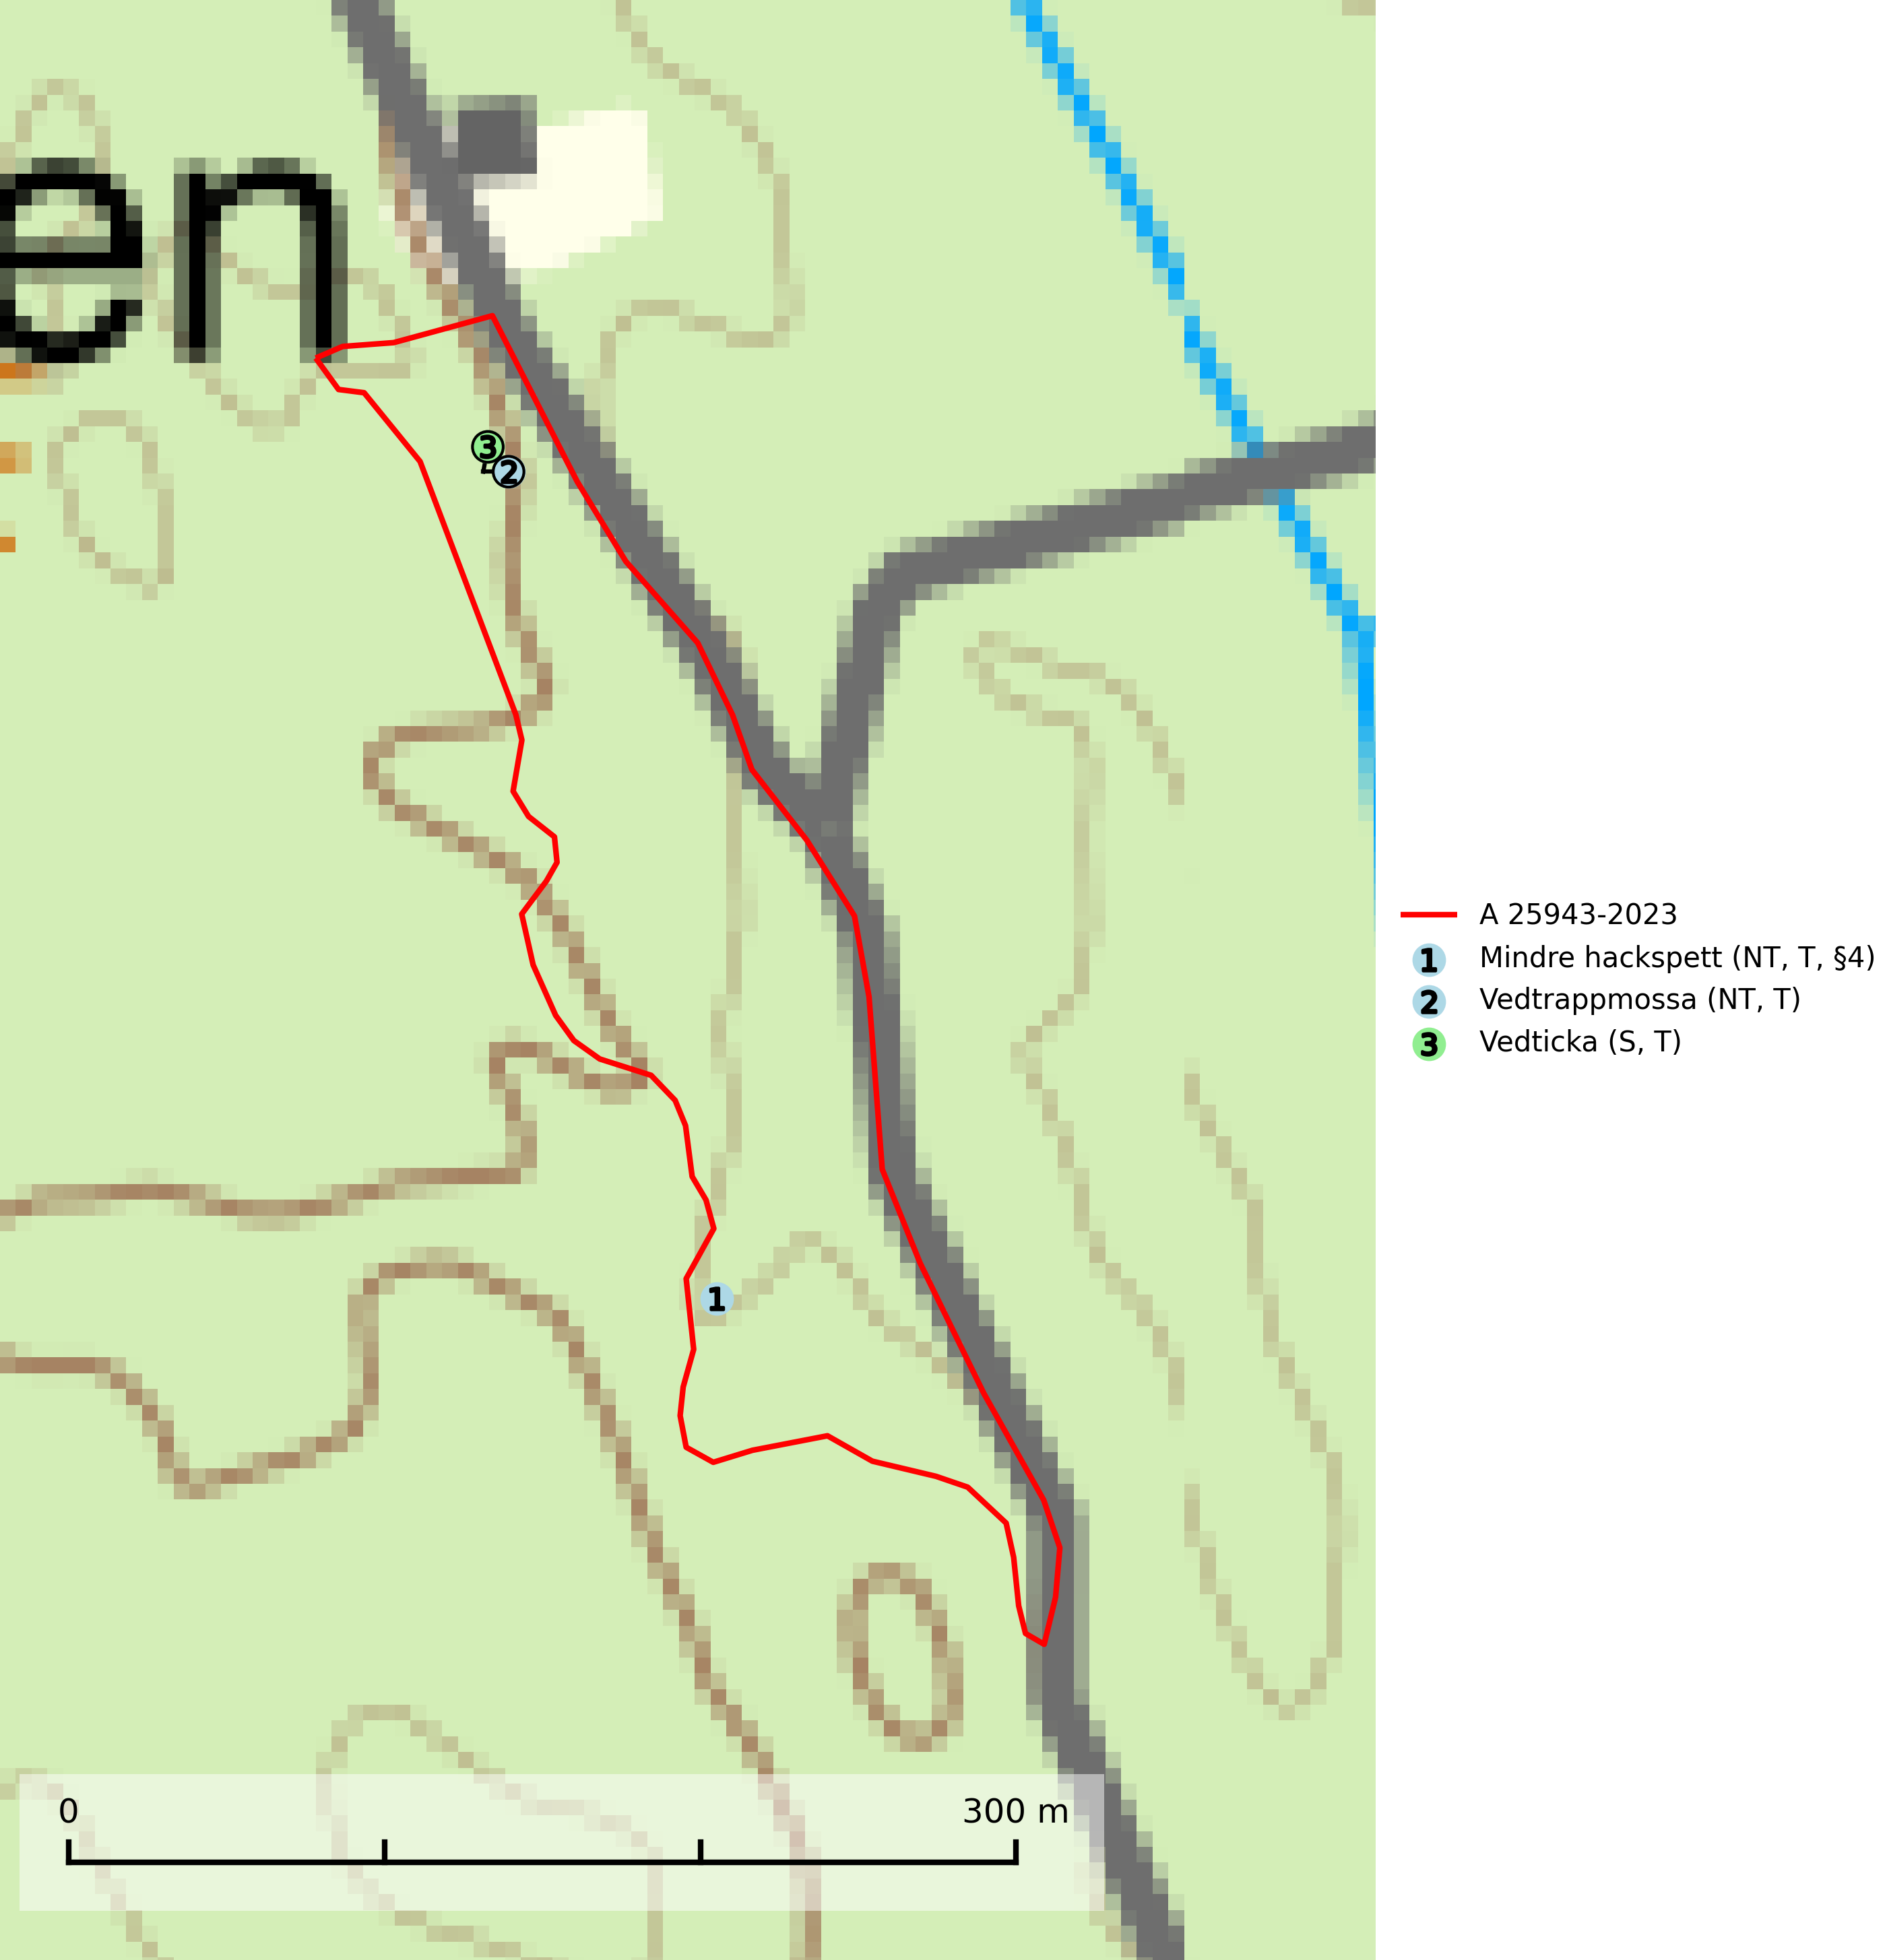 en
3
2
1
0
300 m
A 25943-2023
1 Mindre hackspett (NT, T, §4)
2 Vedtrappmossa (NT, T)
3 Vedticka (S, T)